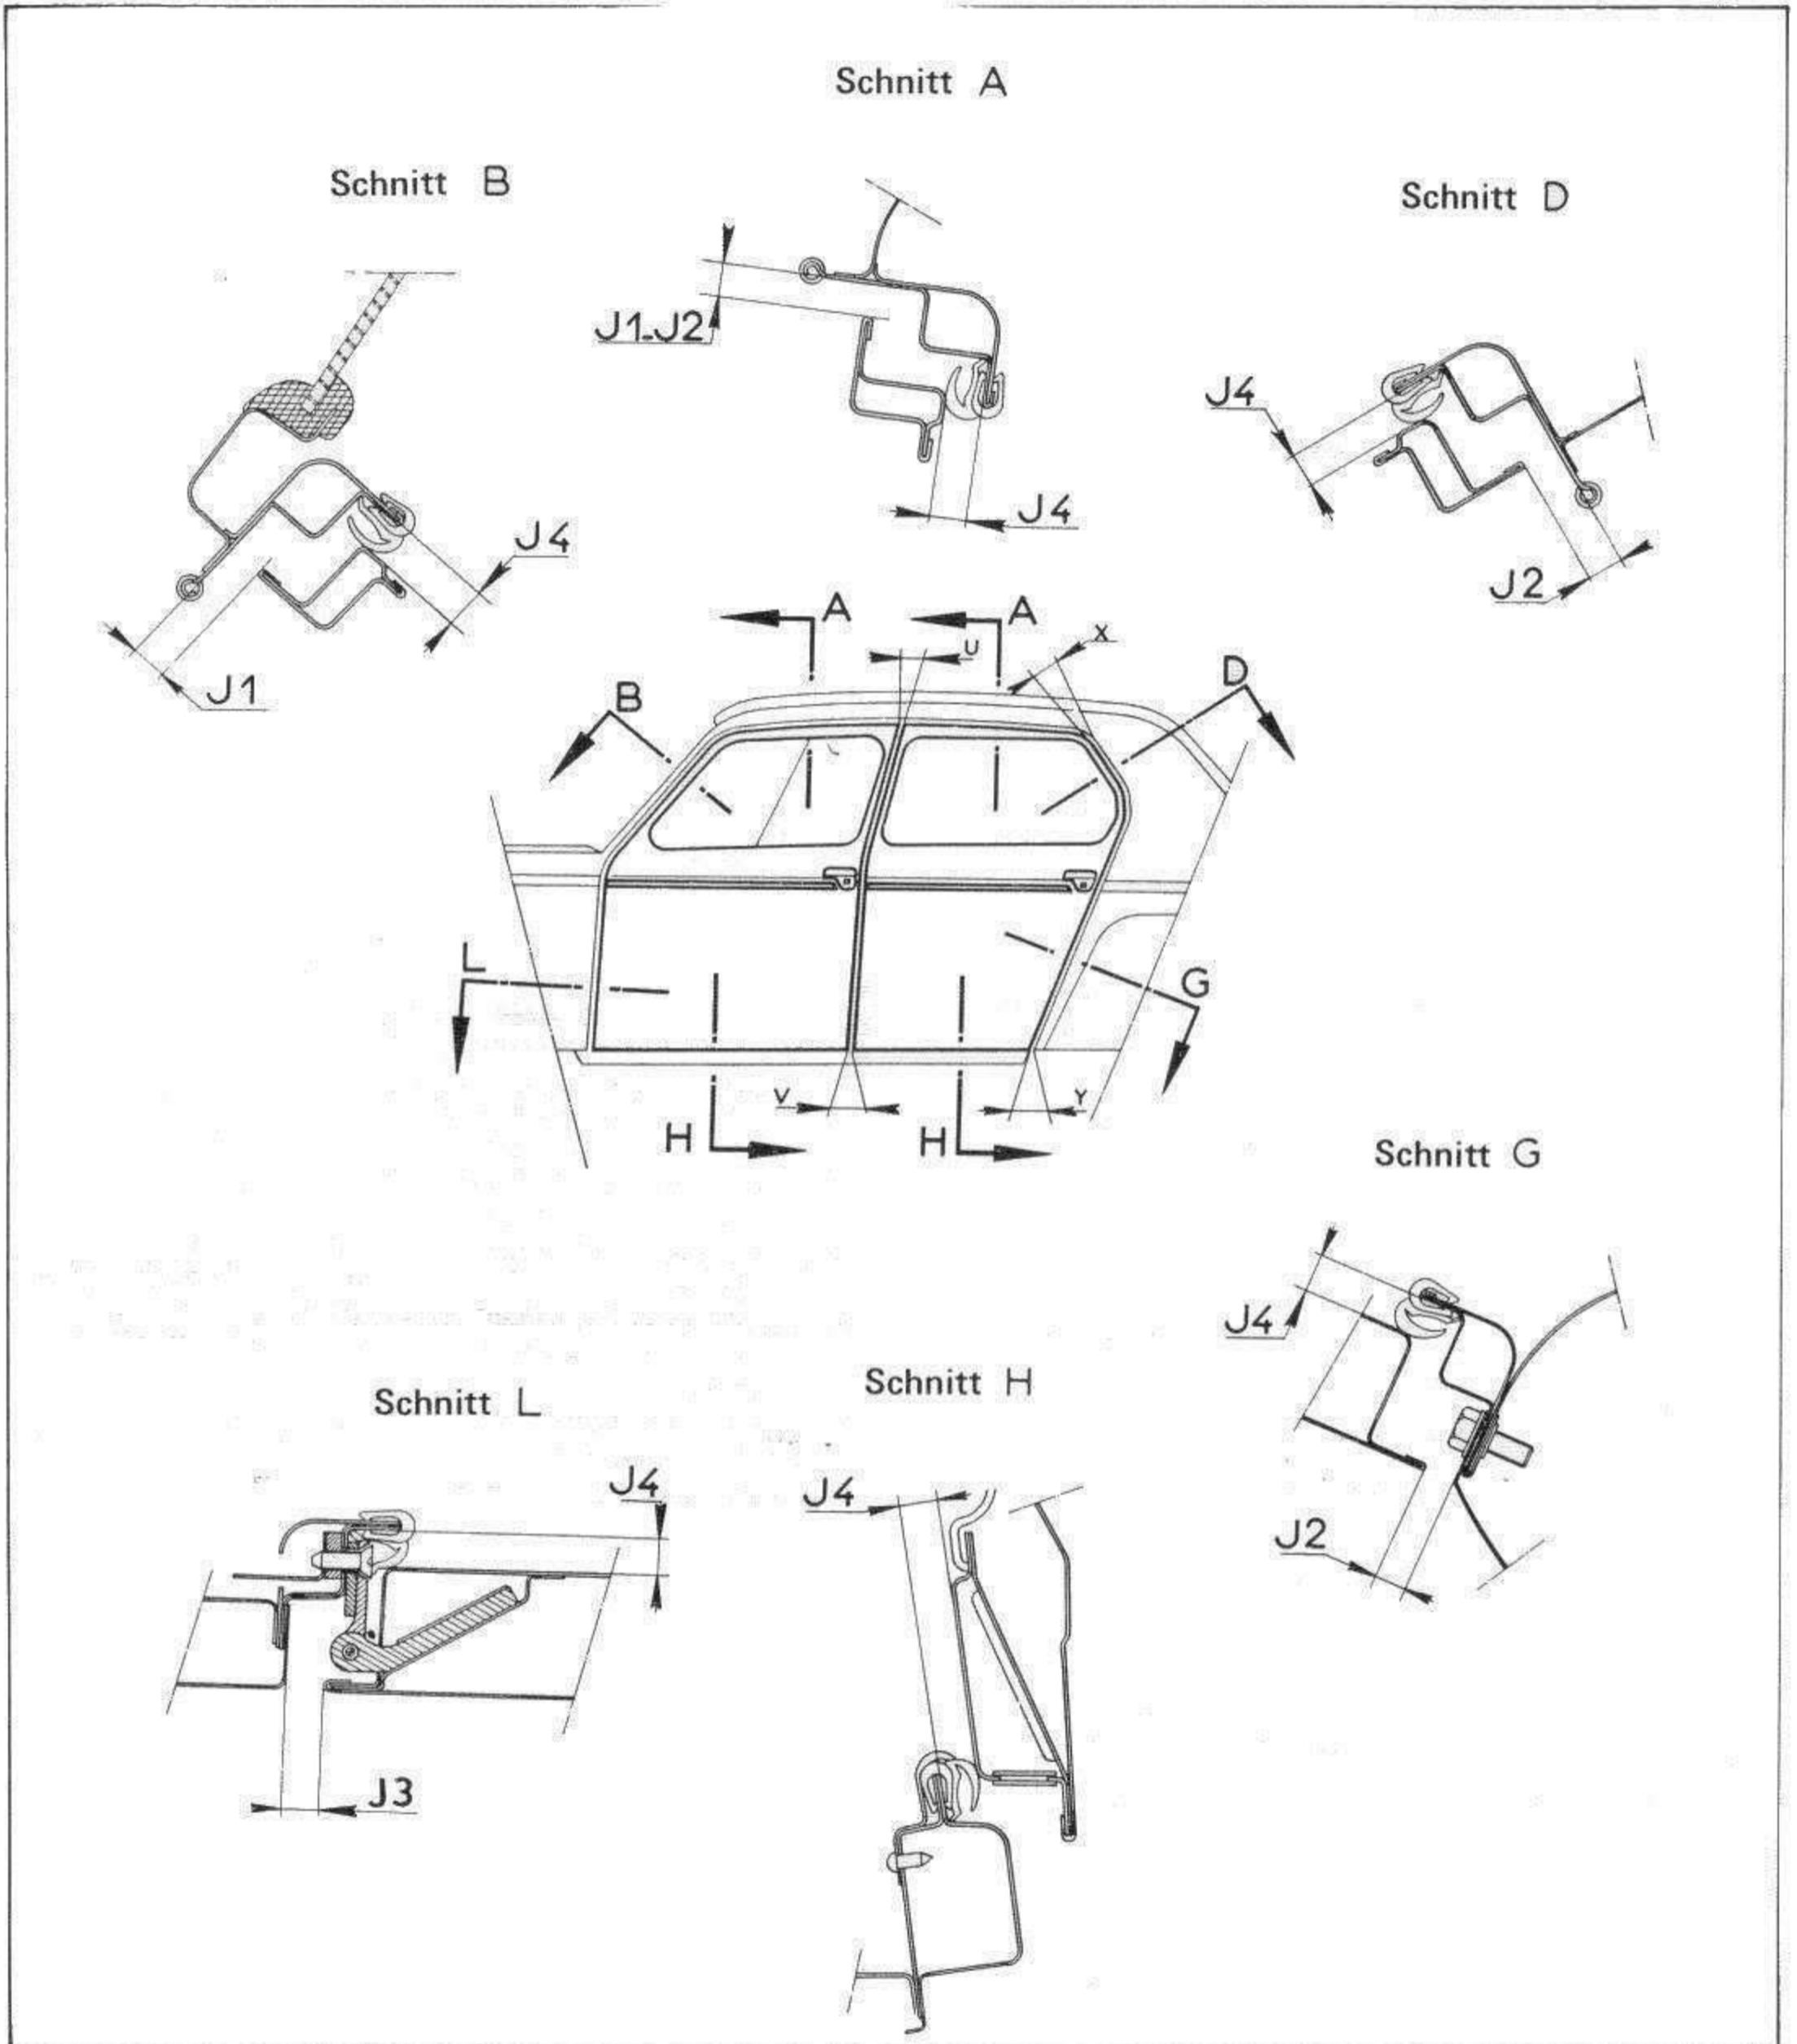 Schnitt A
Schnitt B
Schnitt D
J1-J2
J4
J4
J2
J4
J1
A
A
U
X
B
D
L
G
V
Y
H
H
Schnitt G
J4
J2
Schnitt L
Schnitt H
J4
J4
J3